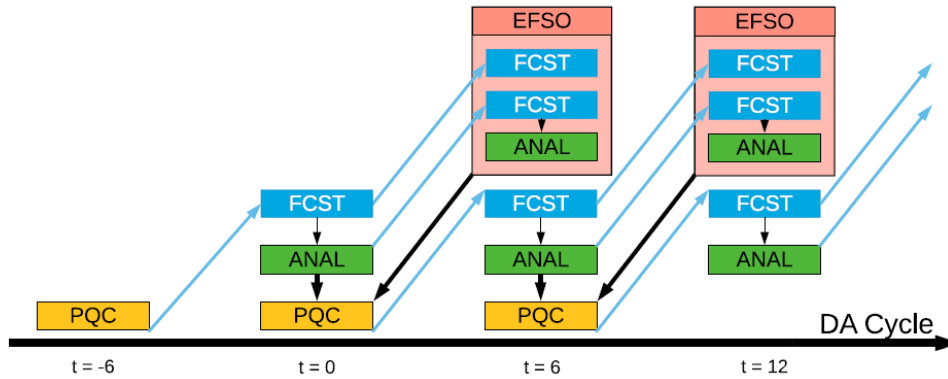 EFSO
EFSO
FCST
FCST
FCST
FCST
ANAL
ANAL
FCST
FCST
FCST
ANAL
ANAL
ANAL
PQC
PQC
PQC
DA Cycle
t = -6
t = 0
t = 6
t = 12